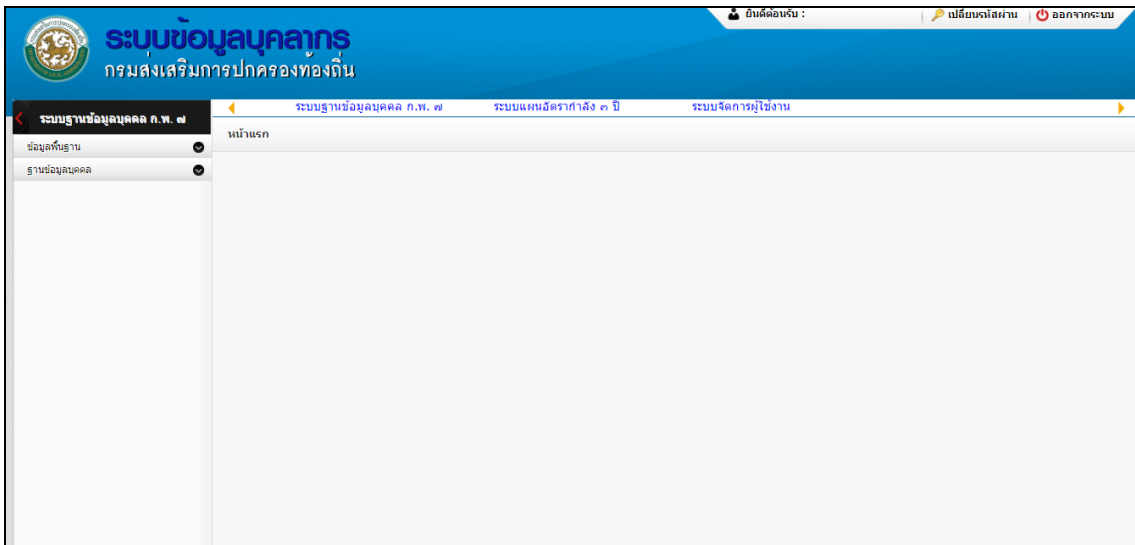 ยินดีต้อนรับ : เปลี่ยนรหัสผ่าน ออกจากระบบ
ระบบข้อมูลบุคลากร
กรมส่งเสริมการปกครองท้องถิ่น
ระบบฐานข้อมูลบุคคล ก.พ. ๗ ระบบแผนอัตรากำลัง ๓ ปี ระบบจัดการผู้ใช้งาน
ระบบฐานข้อมูลบุคคล ก.พ. ๗
หน้าแรก
ข้อมูลพื้นฐาน
ฐานข้อมูลบุคคล